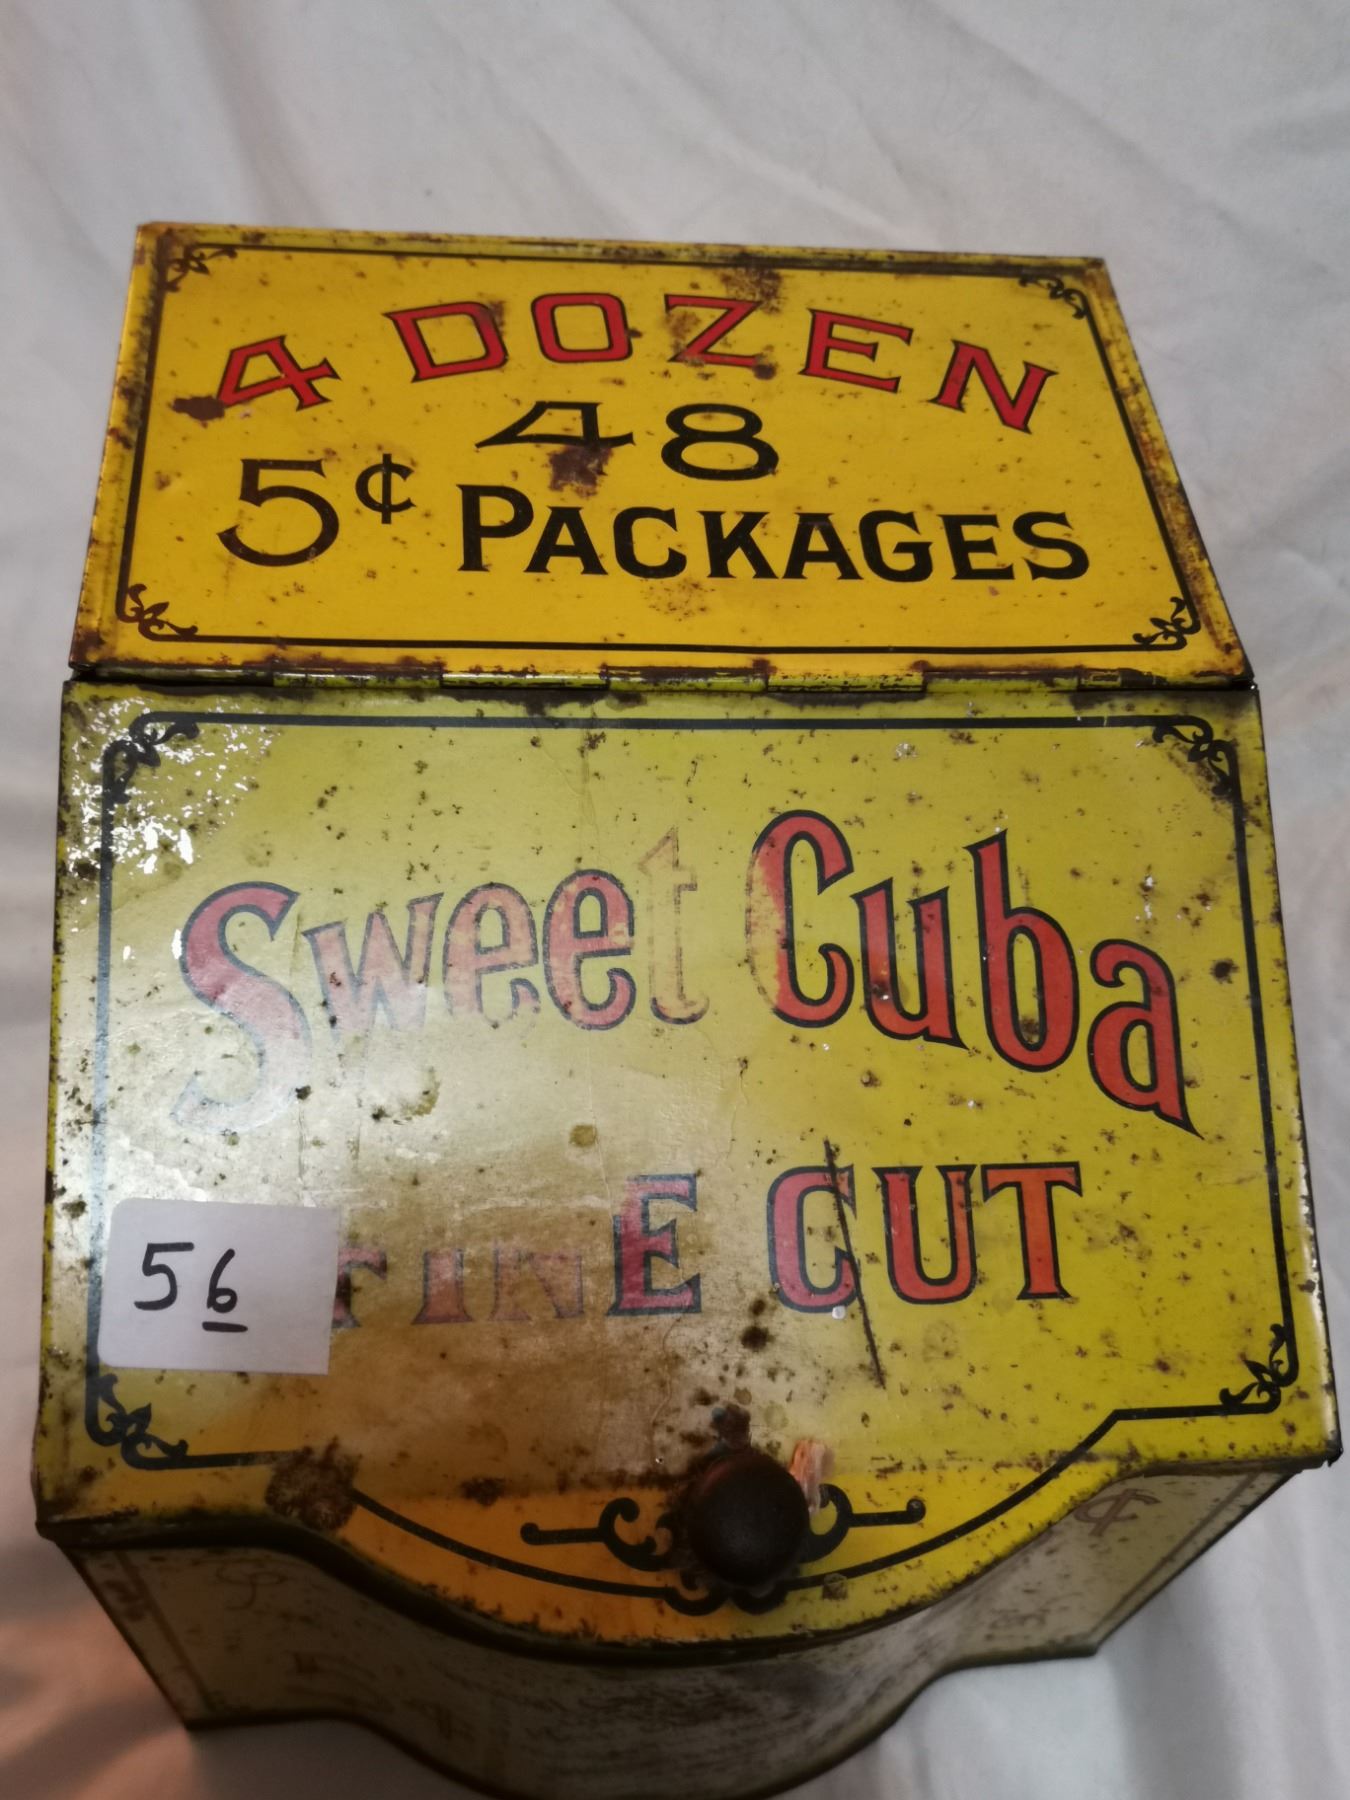 4 DOZEN
48
5¢ PACKAGES
Sweet Cuba
FINE CUT
56